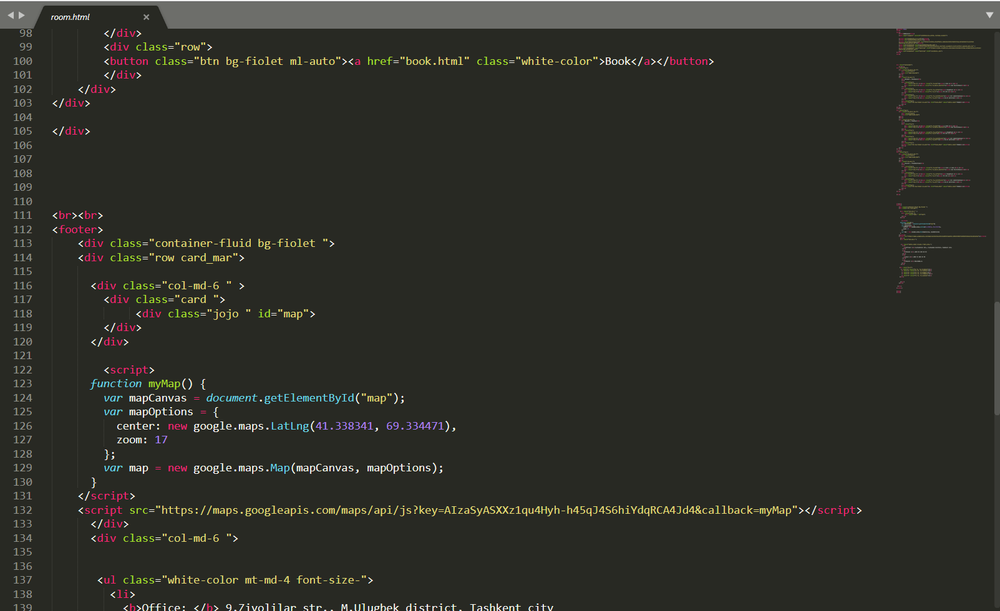 room.html
98 </div>
99 <div class="row">
100 <button class="btn bg-fiolet ml-auto"><a href="book.html" class="white-color">Book</a></button>
101 </div>
102 </div>
103 </div>
104
105 </div>
106
107
108
109
110
111 <br><br>
112 <footer>
113 <div class="container-fluid bg-fiolet ">
114 <div class="row card_mar">
115
116 <div class="col-md-6 " >
117 <div class="card ">
118 <div class="jojo " id="map">
119 </div>
120 </div>
121
122 <script>
123 function myMap() {
124 var mapCanvas = document.getElementById("map");
125 var mapOptions = {
126 center: new google.maps.LatLng(41.338341, 69.334471),
127 zoom: 17
128 };
129 var map = new google.maps.Map(mapCanvas, mapOptions);
130 }
131 </script>
132 <script src="https://maps.googleapis.com/maps/api/js?key=AIzaSyASXXz1qu4Hyh-h45qJ4S6hiYdqRCA4Jd4&callback=myMap"></script>
133 </div>
134 <div class="col-md-6 ">
135
136
137 <ul class="white-color mt-md-4 font-size-">
138 <li>
139 <b>Office: </b> 9,Ziyolilar str., M.Ulugbek district, Tashkent city